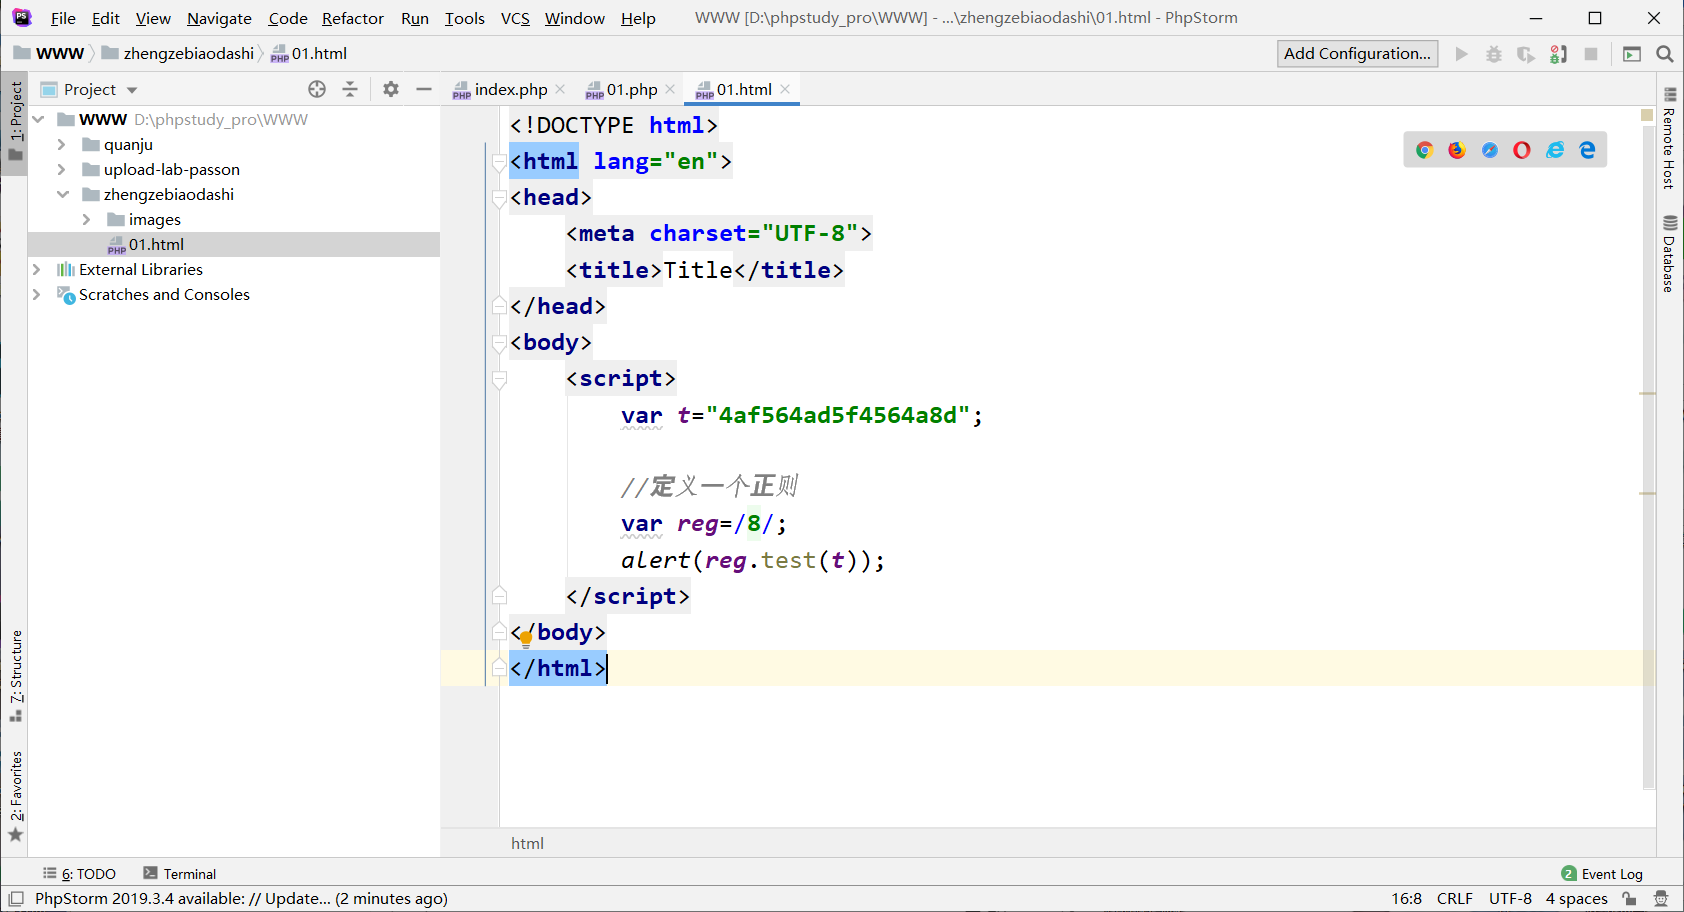 File Edit View Navigate Code Refactor Run Tools VCS Window Help WWW [D:\phpstudy_pro\WWW] - ...\zhengzebiaodashi\01.html - PhpStorm
WWW zhengzebiaodashi 01.html Add Configuration...
1: Project
Project
index.php 01.php 01.html
WWW D:\phpstudy_pro\WWW
quanju
upload-lab-passon
zhengzebiaodashi
images
01.html
External Libraries
Scratches and Consoles
<!DOCTYPE html>
<html lang="en">
<head>
<meta charset="UTF-8">
<title>Title</title>
</head>
<body>
<script>
var t="4af564ad5f4564a8d";
//定义一个正则
var reg=/8/;
alert(reg.test(t));
</script>
</body>
</html>
Remote Host
Database
7: Structure
2: Favorites
html
6: TODO Terminal Event Log
2
PhpStorm 2019.3.4 available: // Update... (2 minutes ago) 16:8 CRLF UTF-8 4 spaces